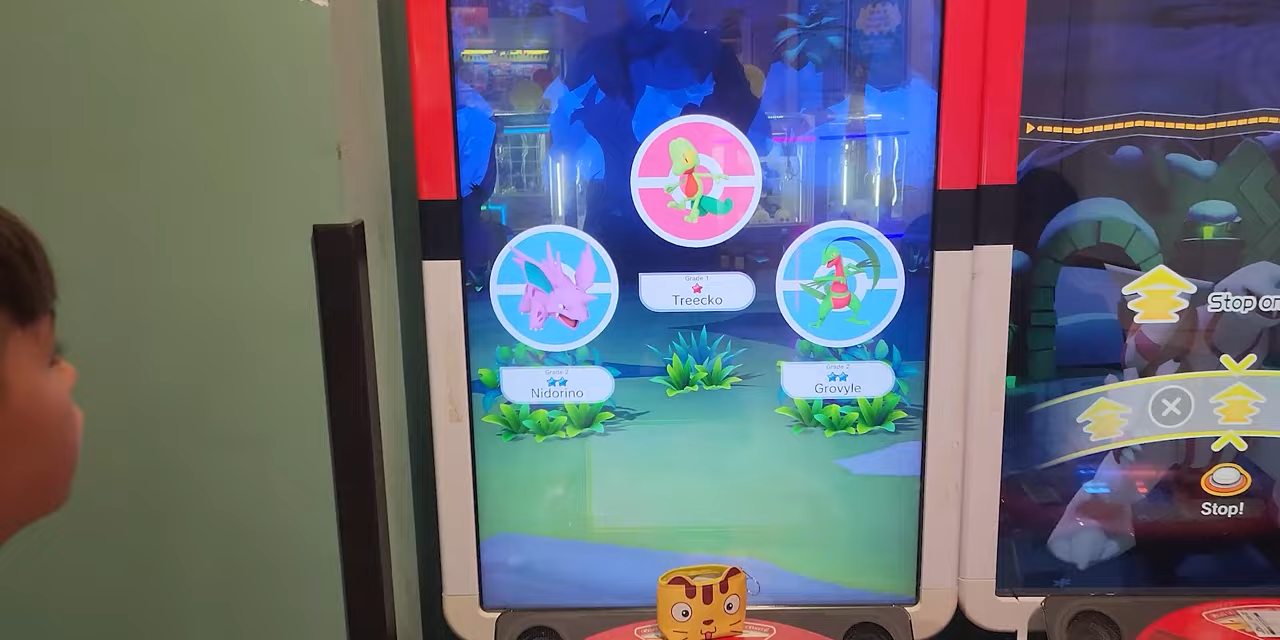 Grade 1
Treecko
Grade 2
Nidorino
Grade 2
Grovyle
Stop or
Stop!